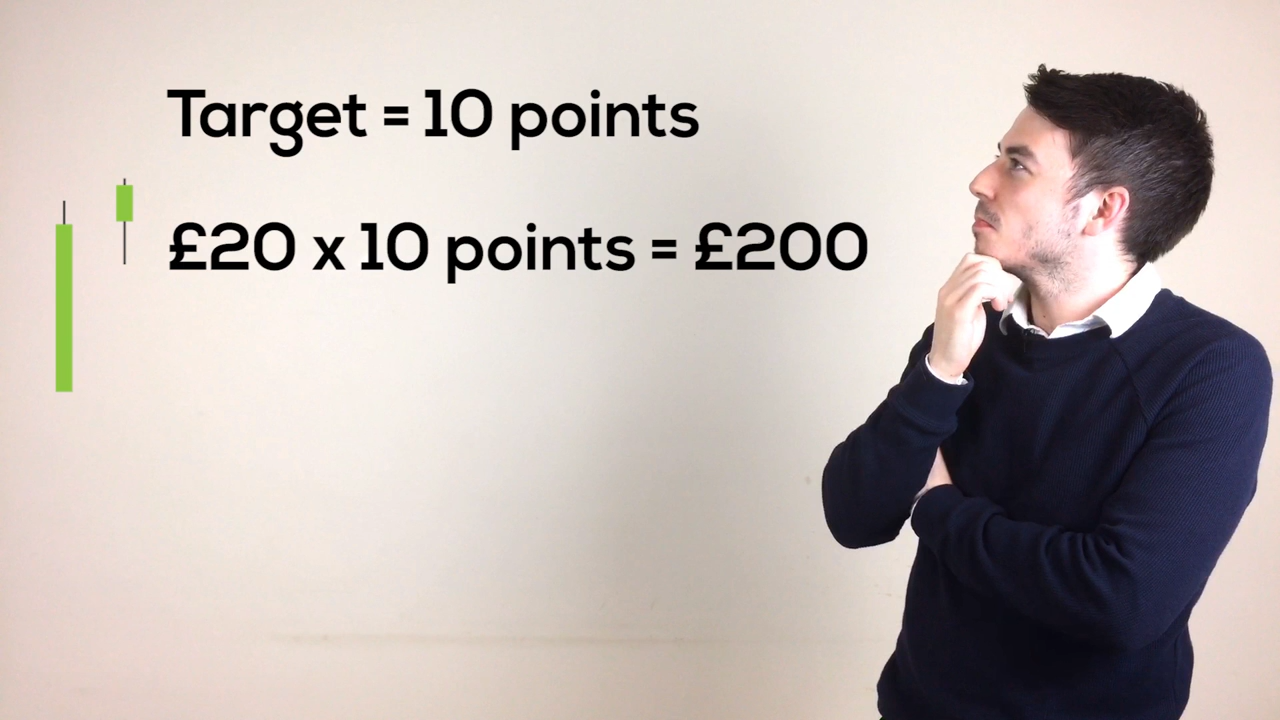 Target = 10 points
£20 x 10 points = £200